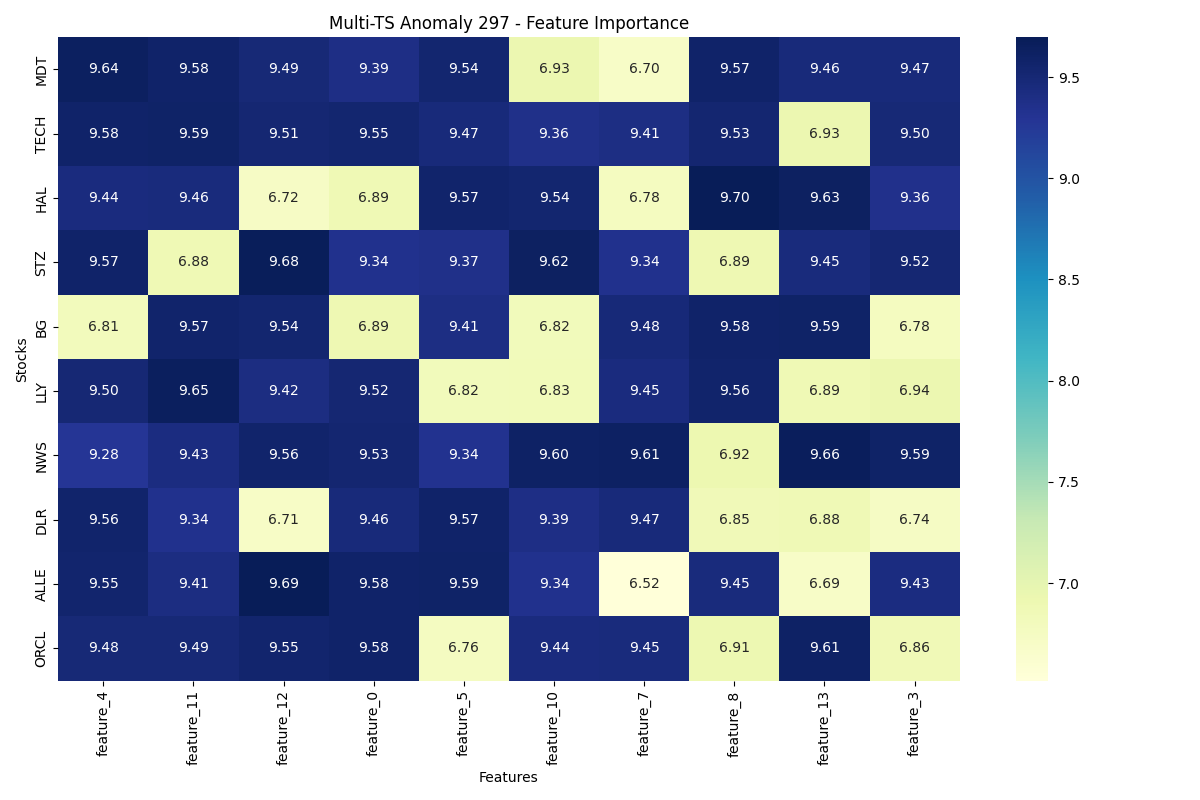 Multi-TS Anomaly 297 - Feature Importance
Stocks
MDT 9.64 9.58 9.49 9.39 9.54 6.93 6.70 9.57 9.46 9.47
TECH 9.58 9.59 9.51 9.55 9.47 9.36 9.41 9.53 6.93 9.50
HAL 9.44 9.46 6.72 6.89 9.57 9.54 6.78 9.70 9.63 9.36
STZ 9.57 6.88 9.68 9.34 9.37 9.62 9.34 6.89 9.45 9.52
BG 6.81 9.57 9.54 6.89 9.41 6.82 9.48 9.58 9.59 6.78
LLY 9.50 9.65 9.42 9.52 6.82 6.83 9.45 9.56 6.89 6.94
NWS 9.28 9.43 9.56 9.53 9.34 9.60 9.61 6.92 9.66 9.59
DLR 9.56 9.34 6.71 9.46 9.57 9.39 9.47 6.85 6.88 6.74
ALLE 9.55 9.41 9.69 9.58 9.59 9.34 6.52 9.45 6.69 9.43
ORCL 9.48 9.49 9.55 9.58 6.76 9.44 9.45 6.91 9.61 6.86
feature_4 feature_11 feature_12 feature_0 feature_5 feature_10 feature_7 feature_8 feature_13 feature_3
Features
9.5
9.0
8.5
8.0
7.5
7.0